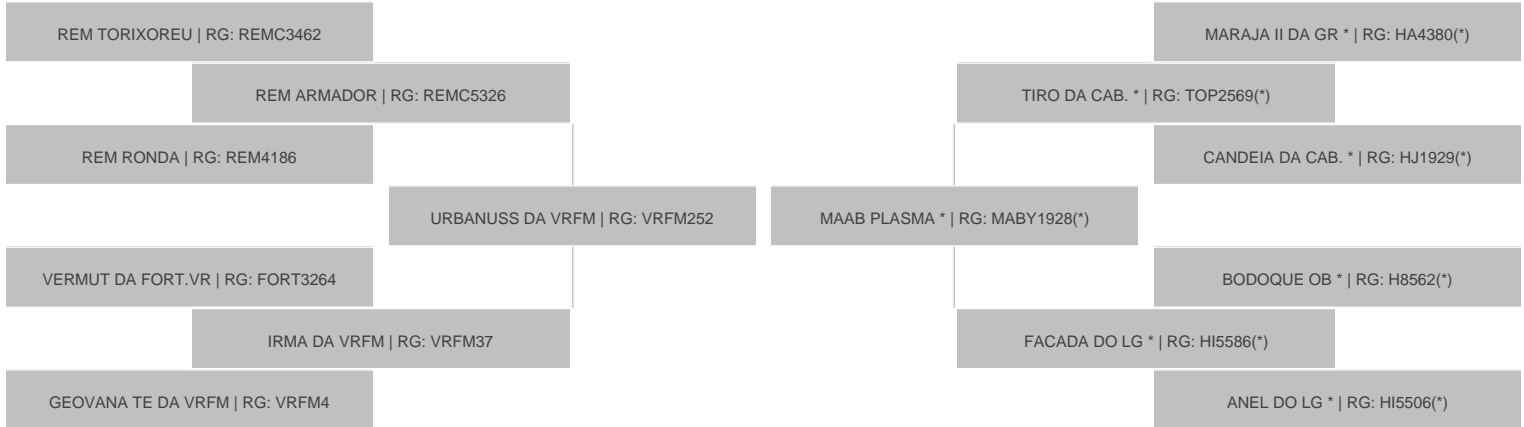 REM TORIXOREU | RG: REMC3462
MARAJA II DA GR * | RG: HA4380(*)
REM ARMADOR | RG: REMC5326
TIRO DA CAB. * | RG: TOP2569(*)
REM RONDA | RG: REM4186
CANDEIA DA CAB. * | RG: HJ1929(*)
URBANUSS DA VRFM | RG: VRFM252
MAAB PLASMA * | RG: MABY1928(*)
VERMUT DA FORT.VR | RG: FORT3264
BODOQUE OB * | RG: H8562(*)
IRMA DA VRFM | RG: VRFM37
FACADA DO LG * | RG: HI5586(*)
GEOVANA TE DA VRFM | RG: VRFM4
ANEL DO LG * | RG: HI5506(*)